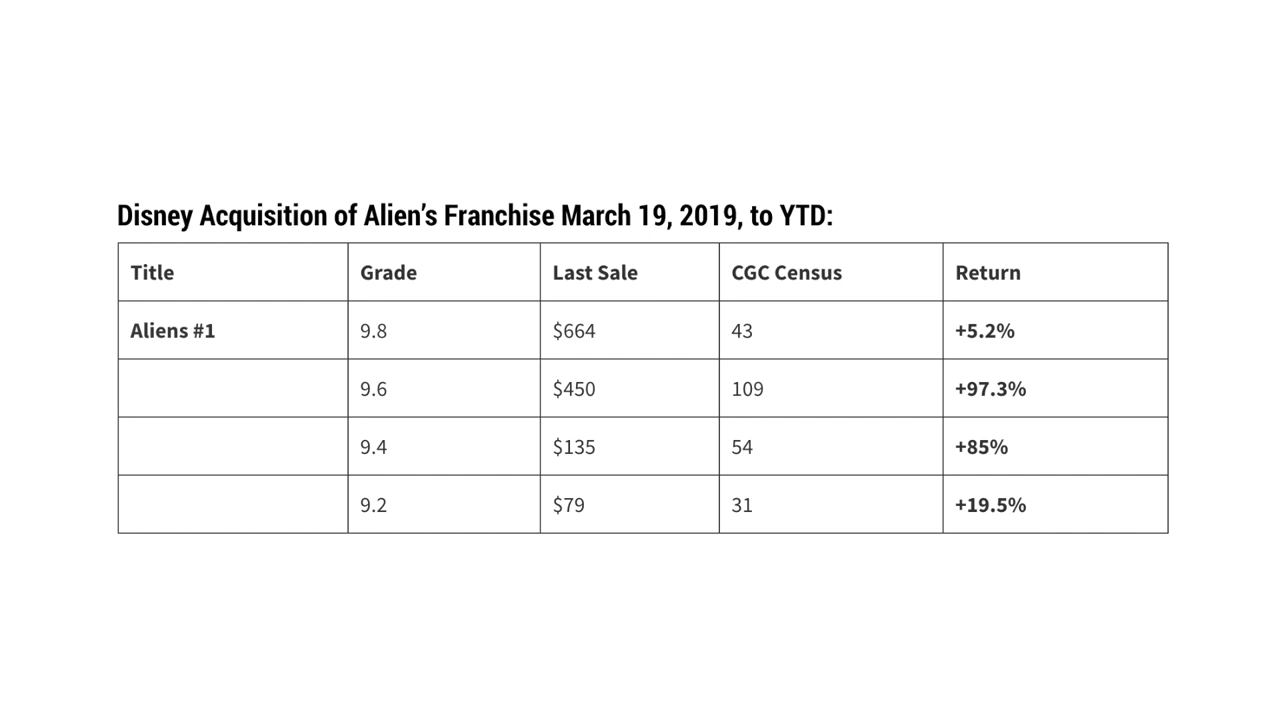 Disney Acquisition of Alien’s Franchise March 19, 2019, to YTD:
Title Grade Last Sale CGC Census Return
Aliens #1 9.8 $664 43 +5.2%
9.6 $450 109 +97.3%
9.4 $135 54 +85%
9.2 $79 31 +19.5%